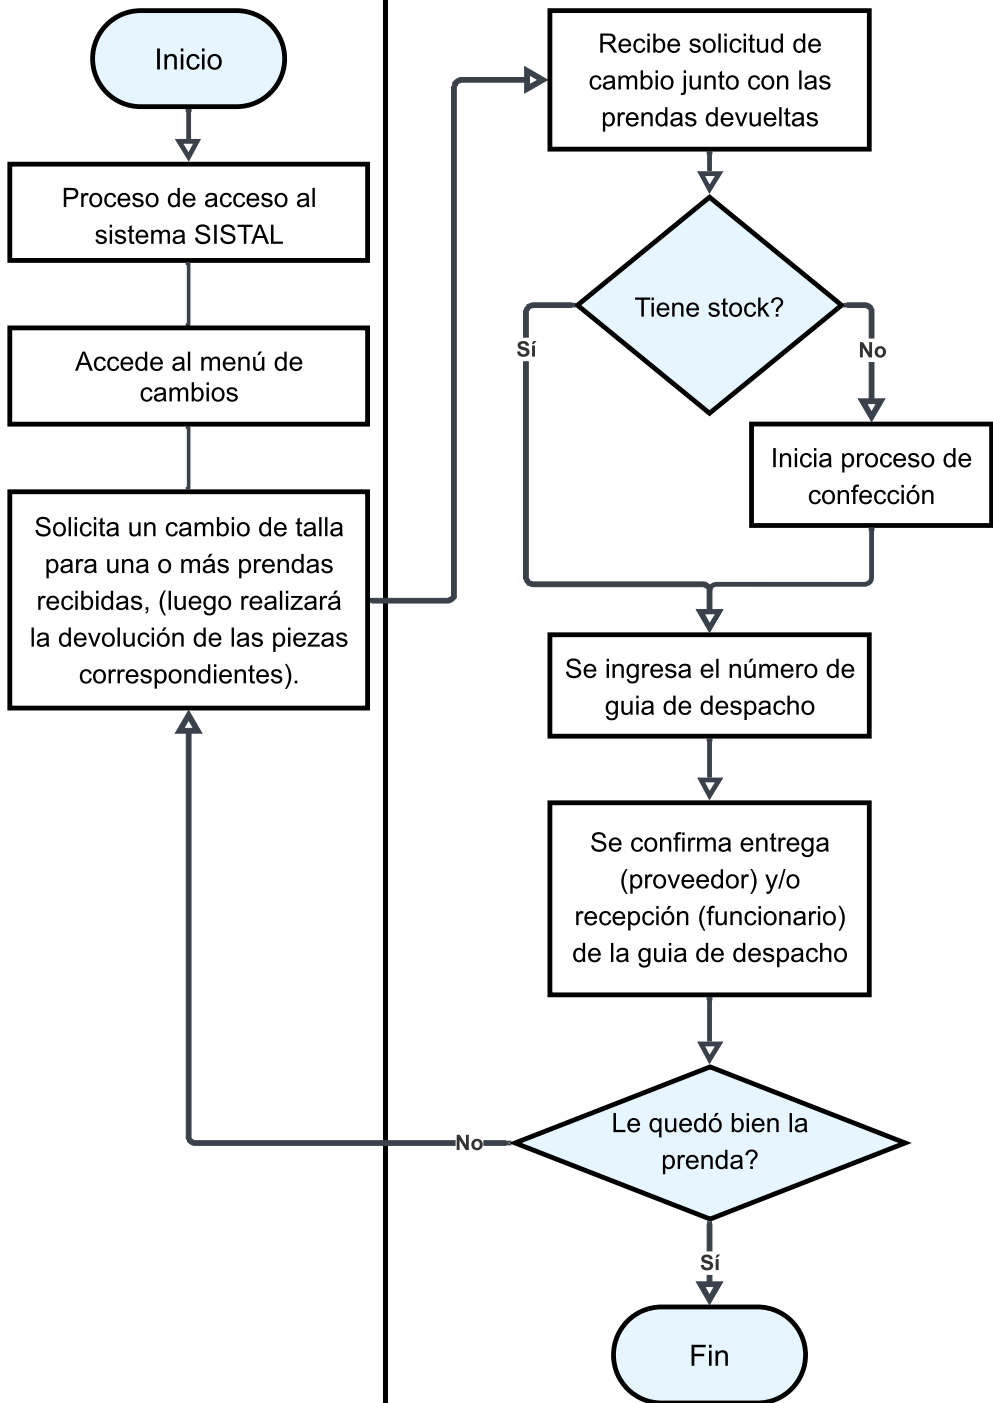 Inicio
Proceso de acceso al
sistema SISTAL
Accede al menú de
cambios
Solicita un cambio de talla
para una o más prendas
recibidas, (luego realizará
la devolución de las piezas
correspondientes).
Recibe solicitud de
cambio junto con las
prendas devueltas
Tiene stock?
Sí
No
Inicia proceso de
confección
Se ingresa el número de
guia de despacho
Se confirma entrega
(proveedor) y/o
recepción (funcionario)
de la guia de despacho
Le quedó bien la
prenda?
No
Sí
Fin